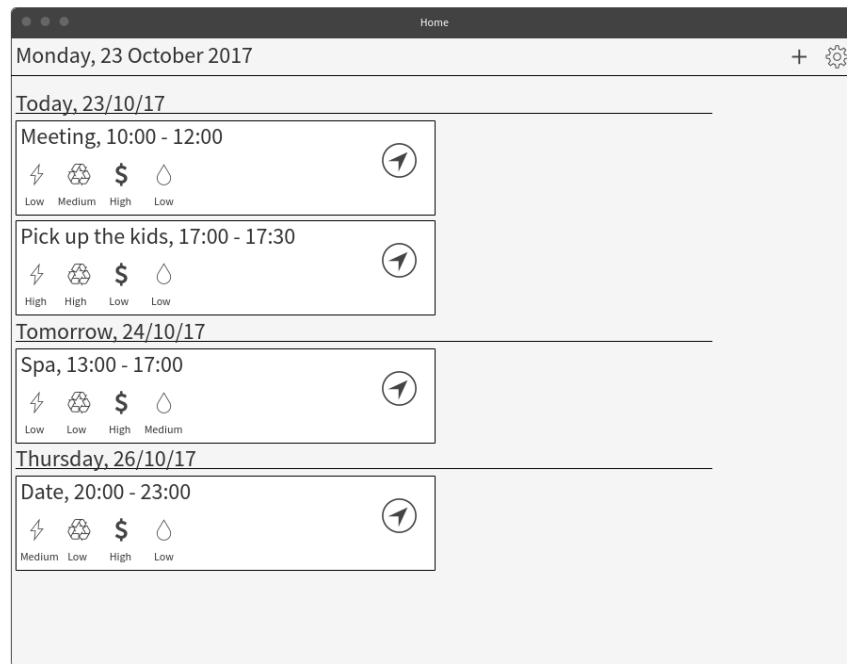 Home
Monday, 23 October 2017
Today, 23/10/17
Meeting, 10:00 - 12:00
Low Medium High Low
Pick up the kids, 17:00 - 17:30
High High Low Low
Tomorrow, 24/10/17
Spa, 13:00 - 17:00
Low Low High Medium
Thursday, 26/10/17
Date, 20:00 - 23:00
Medium Low High Low